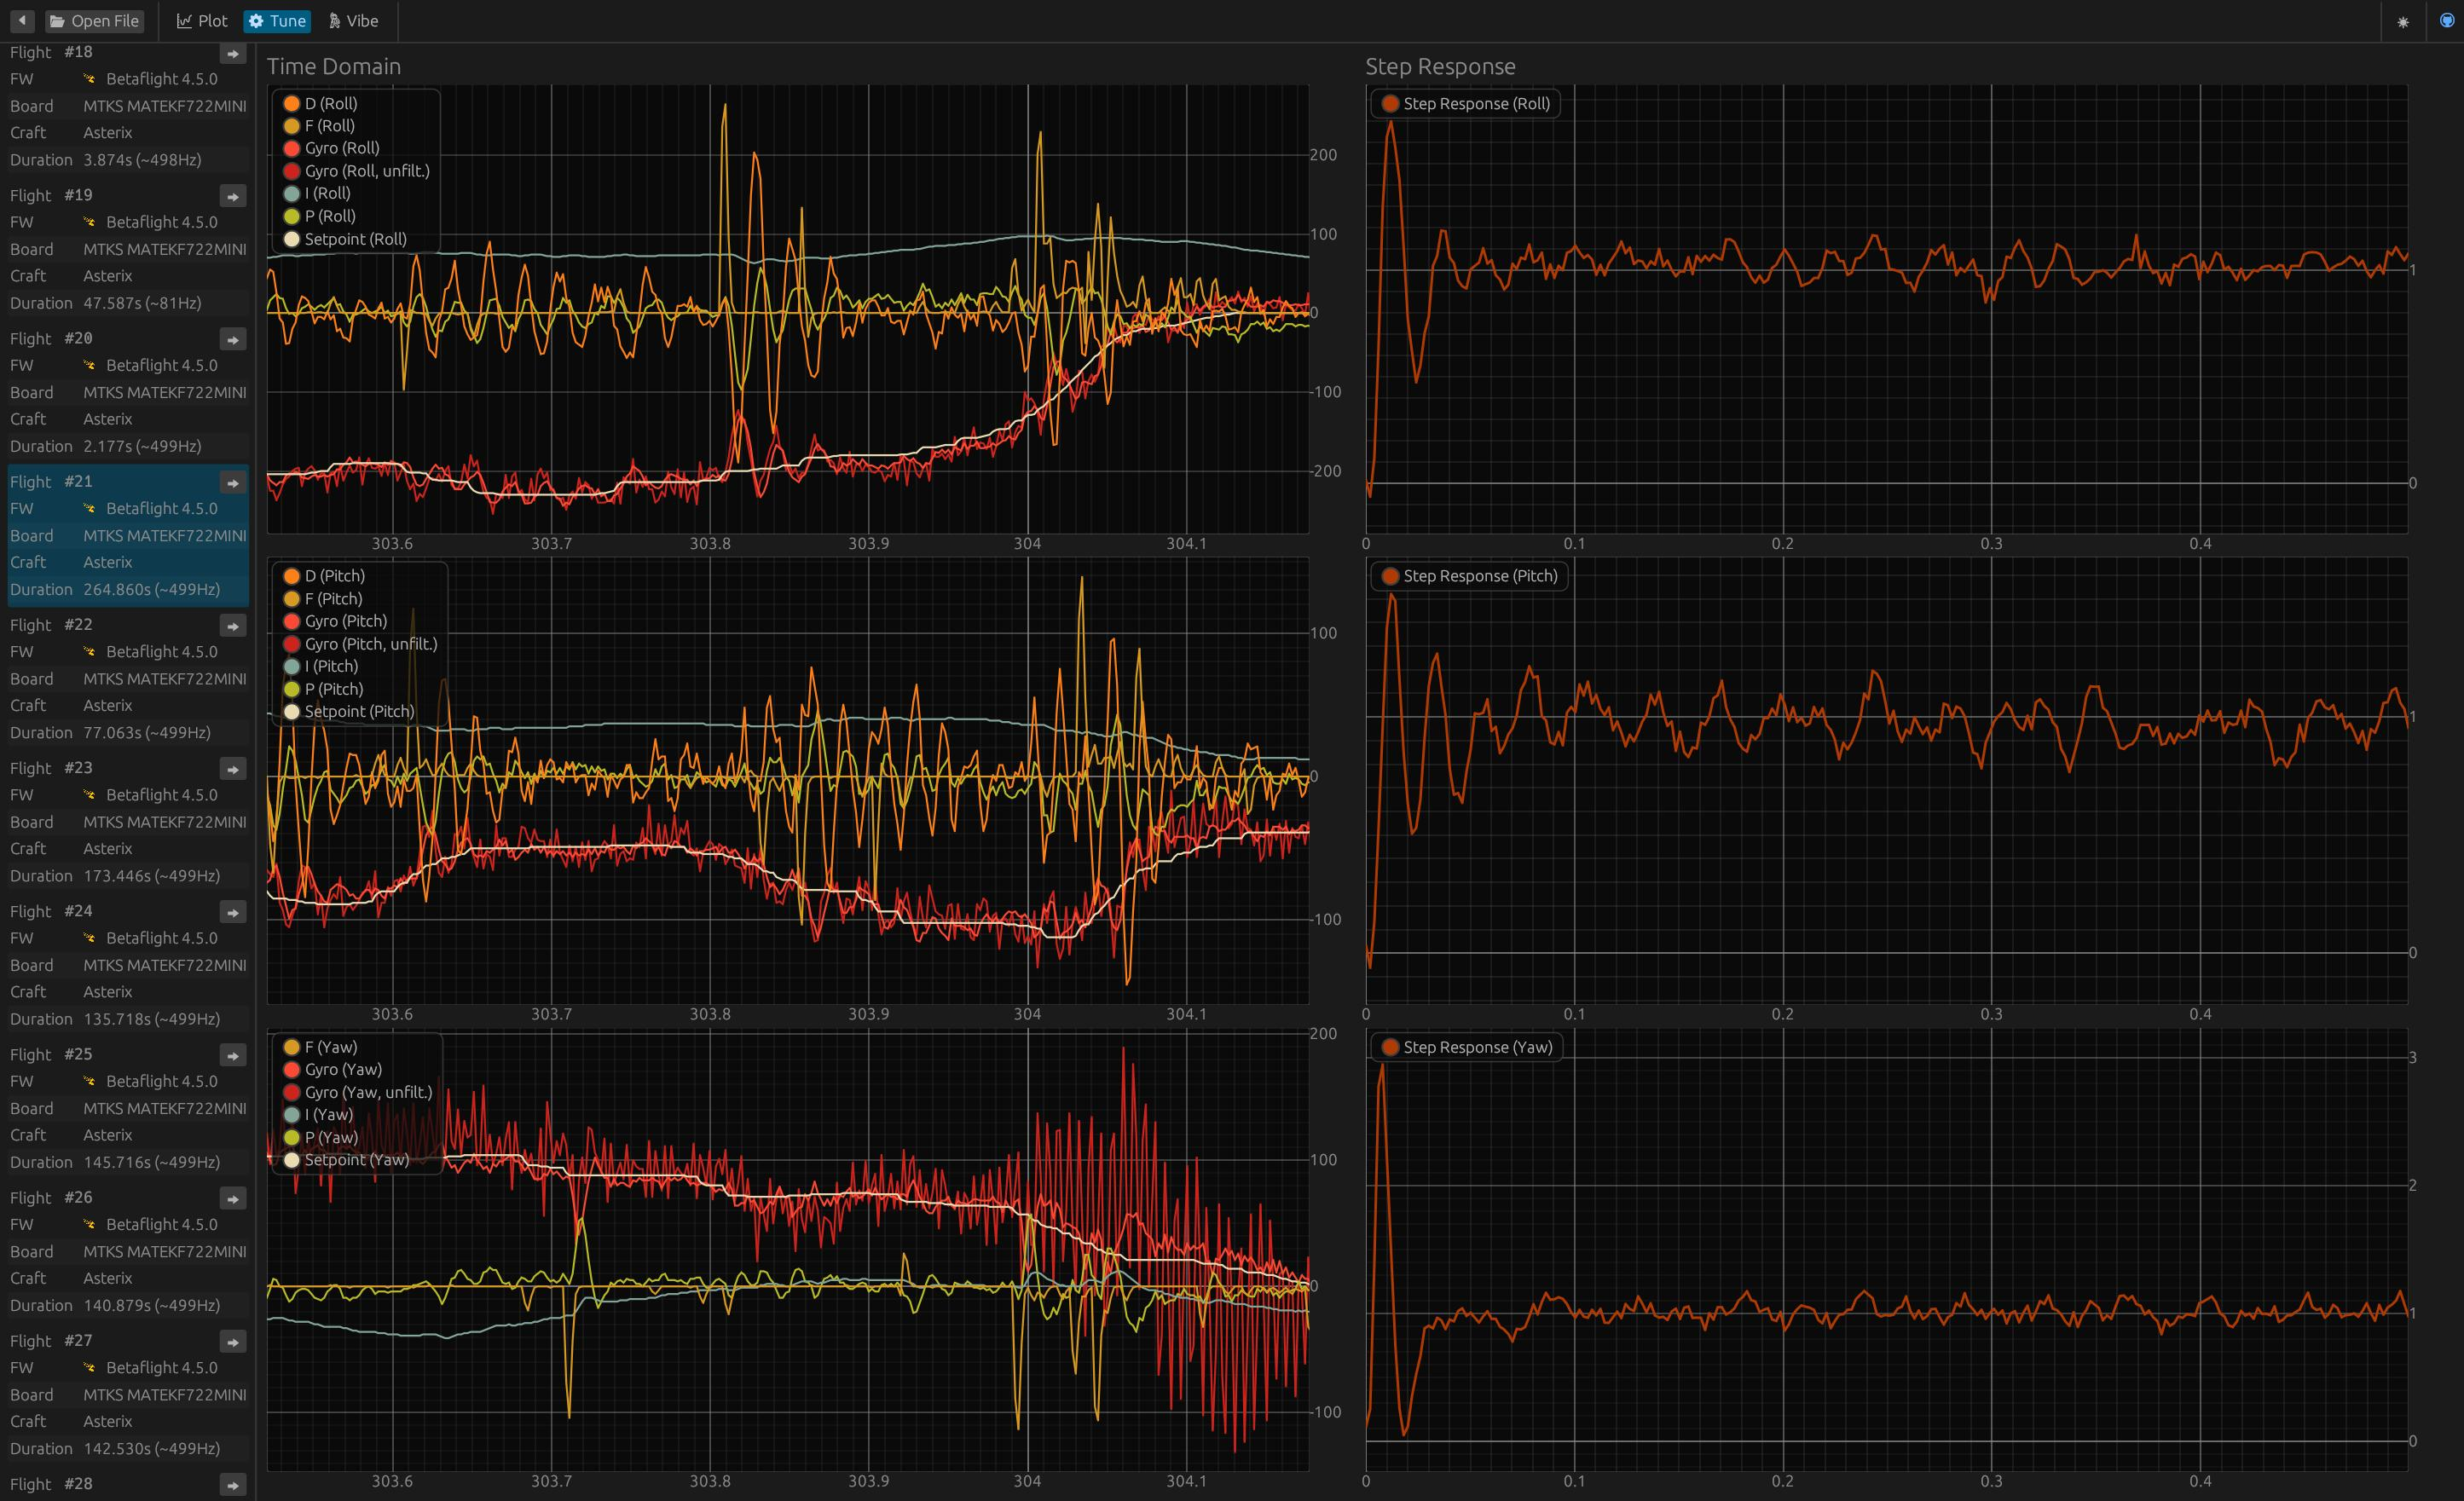 Open File Plot Tune Vibe
Flight #18
FW Betaflight 4.5.0
Board MTKS MATEKF722MINI
Craft Asterix
Duration 3.874s (~498Hz)
Flight #19
FW Betaflight 4.5.0
Board MTKS MATEKF722MINI
Craft Asterix
Duration 47.587s (~81Hz)
Flight #20
FW Betaflight 4.5.0
Board MTKS MATEKF722MINI
Craft Asterix
Duration 2.177s (~499Hz)
Flight #21
FW Betaflight 4.5.0
Board MTKS MATEKF722MINI
Craft Asterix
Duration 264.860s (~499Hz)
Flight #22
FW Betaflight 4.5.0
Board MTKS MATEKF722MINI
Craft Asterix
Duration 77.063s (~499Hz)
Flight #23
FW Betaflight 4.5.0
Board MTKS MATEKF722MINI
Craft Asterix
Duration 173.446s (~499Hz)
Flight #24
FW Betaflight 4.5.0
Board MTKS MATEKF722MINI
Craft Asterix
Duration 135.718s (~499Hz)
Flight #25
FW Betaflight 4.5.0
Board MTKS MATEKF722MINI
Craft Asterix
Duration 145.716s (~499Hz)
Flight #26
FW Betaflight 4.5.0
Board MTKS MATEKF722MINI
Craft Asterix
Duration 140.879s (~499Hz)
Flight #27
FW Betaflight 4.5.0
Board MTKS MATEKF722MINI
Craft Asterix
Duration 142.530s (~499Hz)
Flight #28
Time Domain
D (Roll)
F (Roll)
Gyro (Roll)
Gyro (Roll, unfilt.)
I (Roll)
P (Roll)
Setpoint (Roll)
200
100
0
-100
-200
303.6 303.7 303.8 303.9 304 304.1
D (Pitch)
F (Pitch)
Gyro (Pitch)
Gyro (Pitch, unfilt.)
I (Pitch)
P (Pitch)
Setpoint (Pitch)
100
0
-100
303.6 303.7 303.8 303.9 304 304.1
F (Yaw)
Gyro (Yaw)
Gyro (Yaw, unfilt.)
I (Yaw)
P (Yaw)
Setpoint (Yaw)
200
100
0
-100
303.6 303.7 303.8 303.9 304 304.1
Step Response
Step Response (Roll)
1
0
0 0.1 0.2 0.3 0.4
Step Response (Pitch)
1
0
0 0.1 0.2 0.3 0.4
Step Response (Yaw)
3
2
1
0
0 0.1 0.2 0.3 0.4